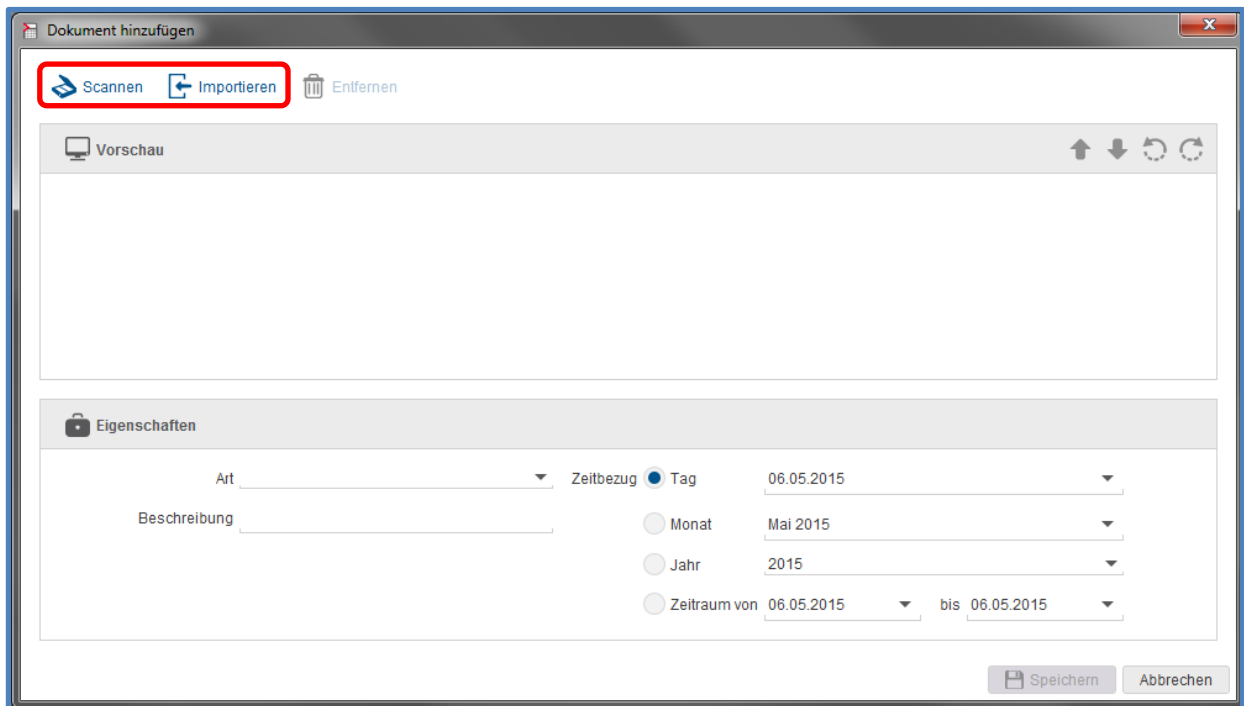 Dokument hinzufügen
Scannen Importieren Entfernen
Vorschau
Eigenschaften
Art Zeitbezug Tag 06.05.2015
Beschreibung Monat Mai 2015
Jahr 2015
Zeitraum von 06.05.2015 bis 06.05.2015
Speichern Abbrechen